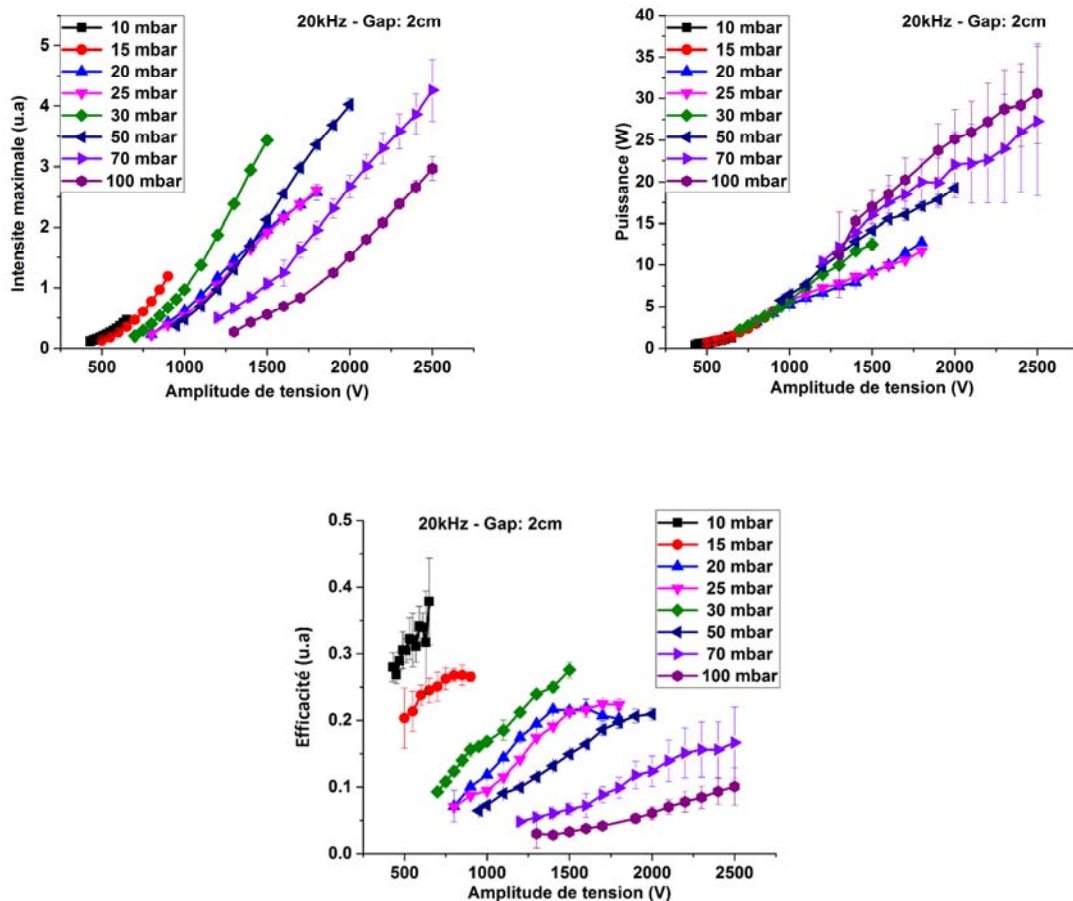 20kHz - Gap: 2cm
10 mbar
15 mbar
20 mbar
25 mbar
30 mbar
50 mbar
70 mbar
100 mbar
Intensite maximale (u.a)
5
4
3
2
1
0
500 1000 1500 2000 2500
Amplitude de tension (V)
20kHz - Gap: 2cm
10 mbar
15 mbar
20 mbar
25 mbar
30 mbar
50 mbar
70 mbar
100 mbar
Puissance (W)
40
35
30
25
20
15
10
5
0
500 1000 1500 2000 2500
Amplitude de tension (V)
20kHz - Gap: 2cm
10 mbar
15 mbar
20 mbar
25 mbar
30 mbar
50 mbar
70 mbar
100 mbar
Efficacité (u.a)
0.5
0.4
0.3
0.2
0.1
0.0
500 1000 1500 2000 2500
Amplitude de tension (V)